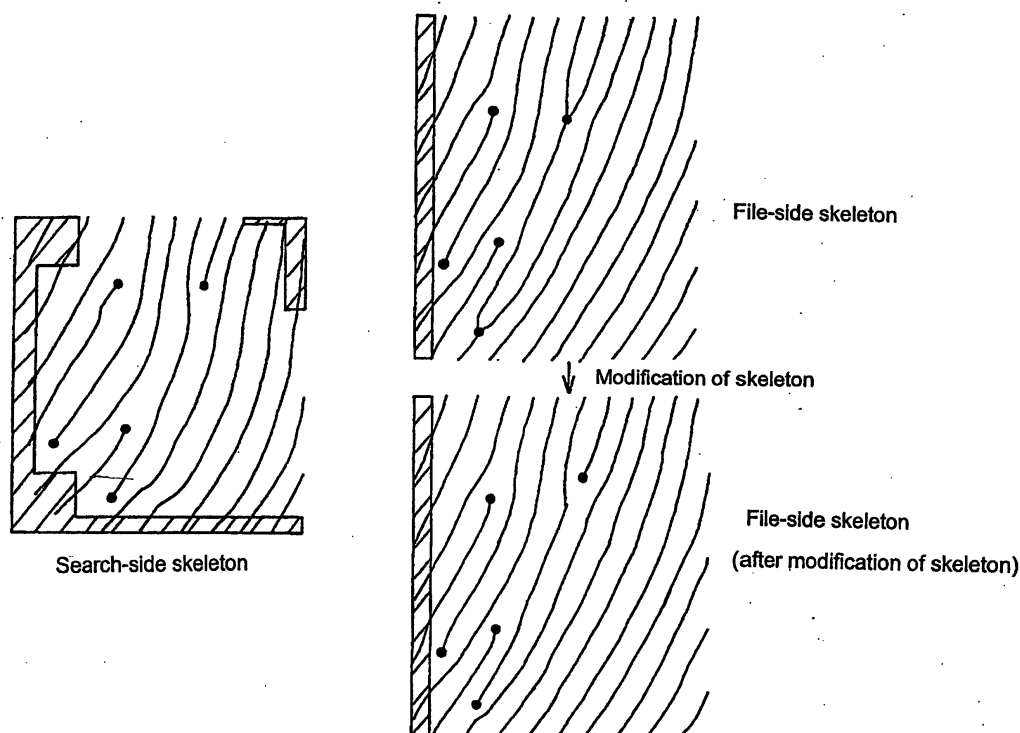 File-side skeleton
Modification of skeleton
Search-side skeleton
File-side skeleton
(after modification of skeleton)